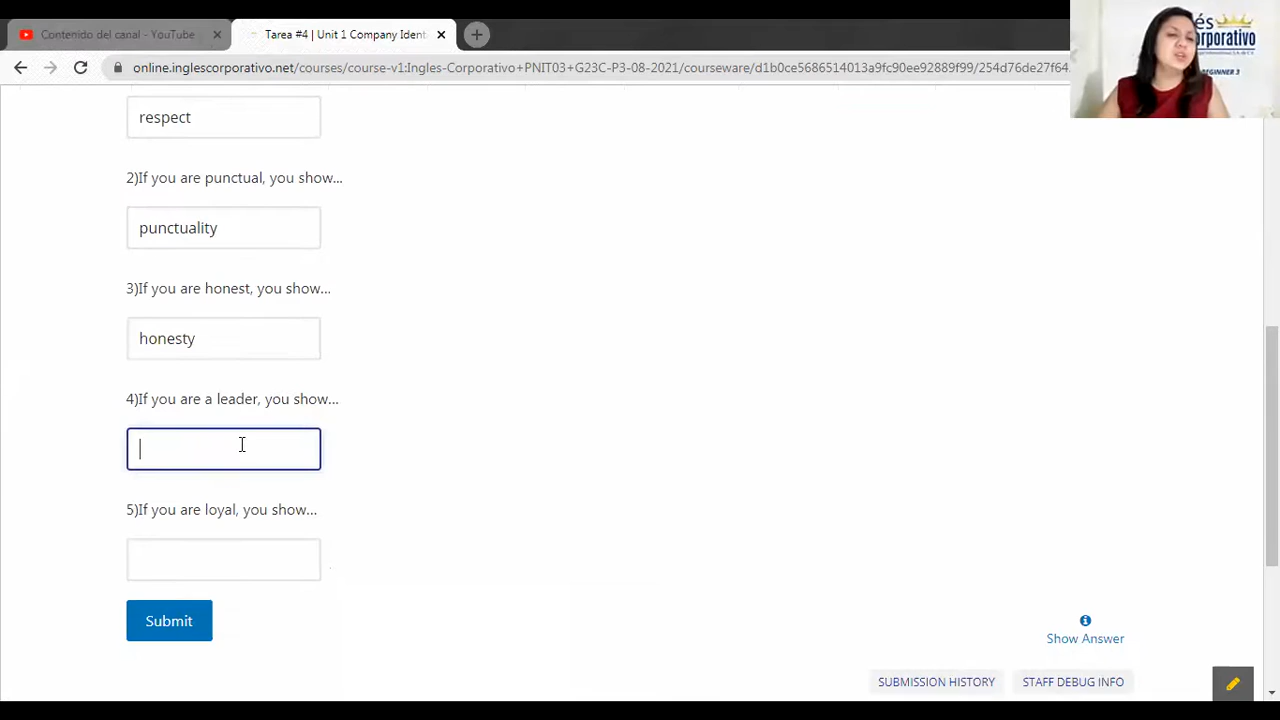 Contenido del canal - YouTube
Tarea #4 | Unit 1 Company Ident
online.inglescorporativo.net/courses/course-v1:Ingles-Corporativo+PNIT03+G23C-P3-08-2021/courseware/d1b0ce5686514013a9fc90ee92889f99/254d76de27f64
és
rporativo
BEGINNER 3
respect
2)If you are punctual, you show...
punctuality
3)If you are honest, you show...
honesty
4)If you are a leader, you show...
5)If you are loyal, you show...
Submit
Show Answer
SUBMISSION HISTORY
STAFF DEBUG INFO